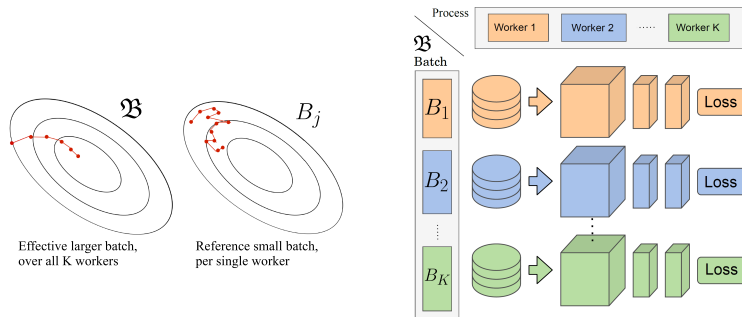 𝔅
B_j
Effective larger batch,
over all K workers
Reference small batch,
per single worker
Process
Worker 1
Worker 2
.....
Worker K
𝔅
Batch
B_1
Loss
B_2
Loss
B_K
Loss